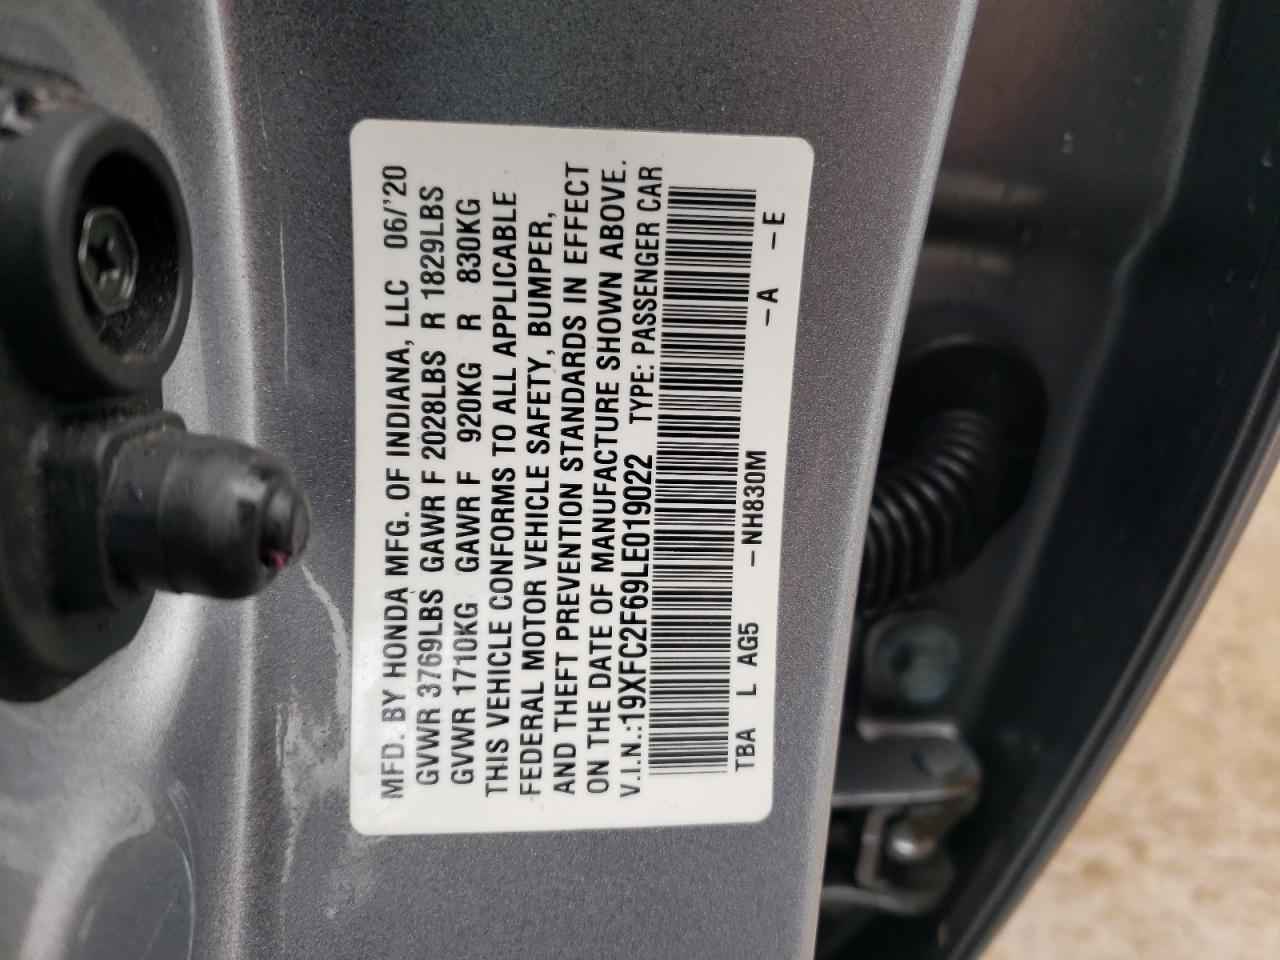 MFD. BY HONDA MFG. OF INDIANA, LLC 06/'20
GVWR 3769LBS GAWR F 2028LBS R 1829LBS
GVWR 1710KG GAWR F 920KG R 830KG
THIS VEHICLE CONFORMS TO ALL APPLICABLE
FEDERAL MOTOR VEHICLE SAFETY, BUMPER,
AND THEFT PREVENTION STANDARDS IN EFFECT
ON THE DATE OF MANUFACTURE SHOWN ABOVE.
V.I.N.:19XFC2F69LE019022 TYPE: PASSENGER CAR
TBA L AG5 -NH830M -A -E